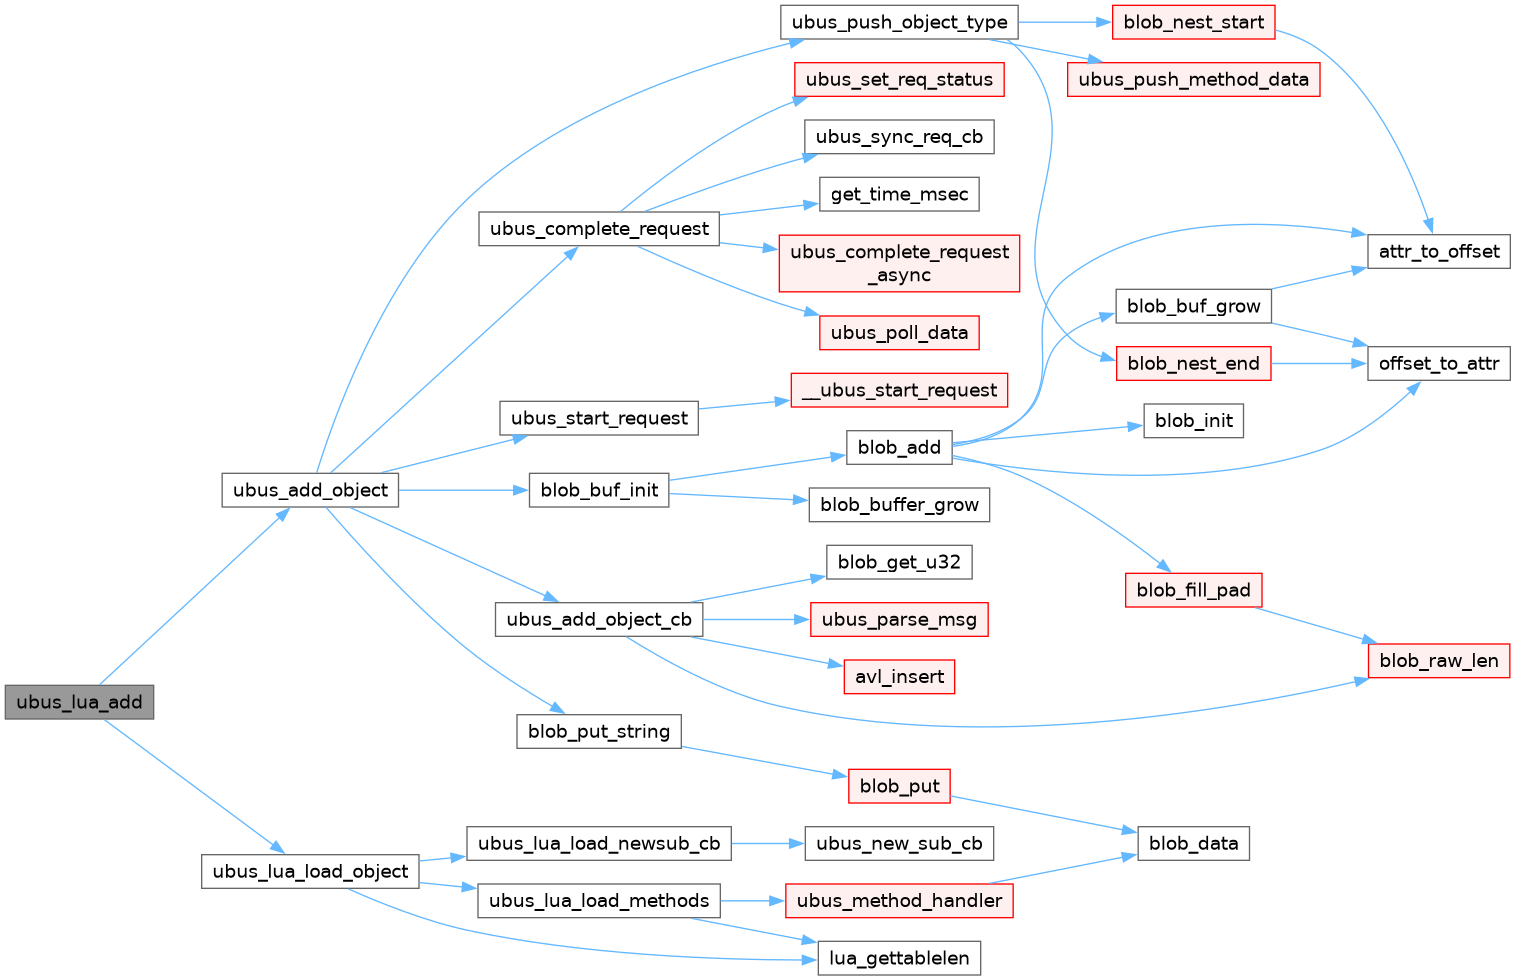 ubus_push_object_type
blob_nest_start
ubus_set_req_status
ubus_push_method_data
ubus_sync_req_cb
get_time_msec
ubus_complete_request
ubus_complete_request
_async
attr_to_offset
blob_buf_grow
ubus_poll_data
blob_nest_end
offset_to_attr
__ubus_start_request
ubus_start_request
blob_init
blob_add
ubus_add_object
blob_buf_init
blob_buffer_grow
blob_get_u32
blob_fill_pad
ubus_add_object_cb
ubus_parse_msg
blob_raw_len
avl_insert
ubus_lua_add
blob_put_string
blob_put
ubus_lua_load_newsub_cb
ubus_new_sub_cb
blob_data
ubus_lua_load_object
ubus_lua_load_methods
ubus_method_handler
lua_gettablelen